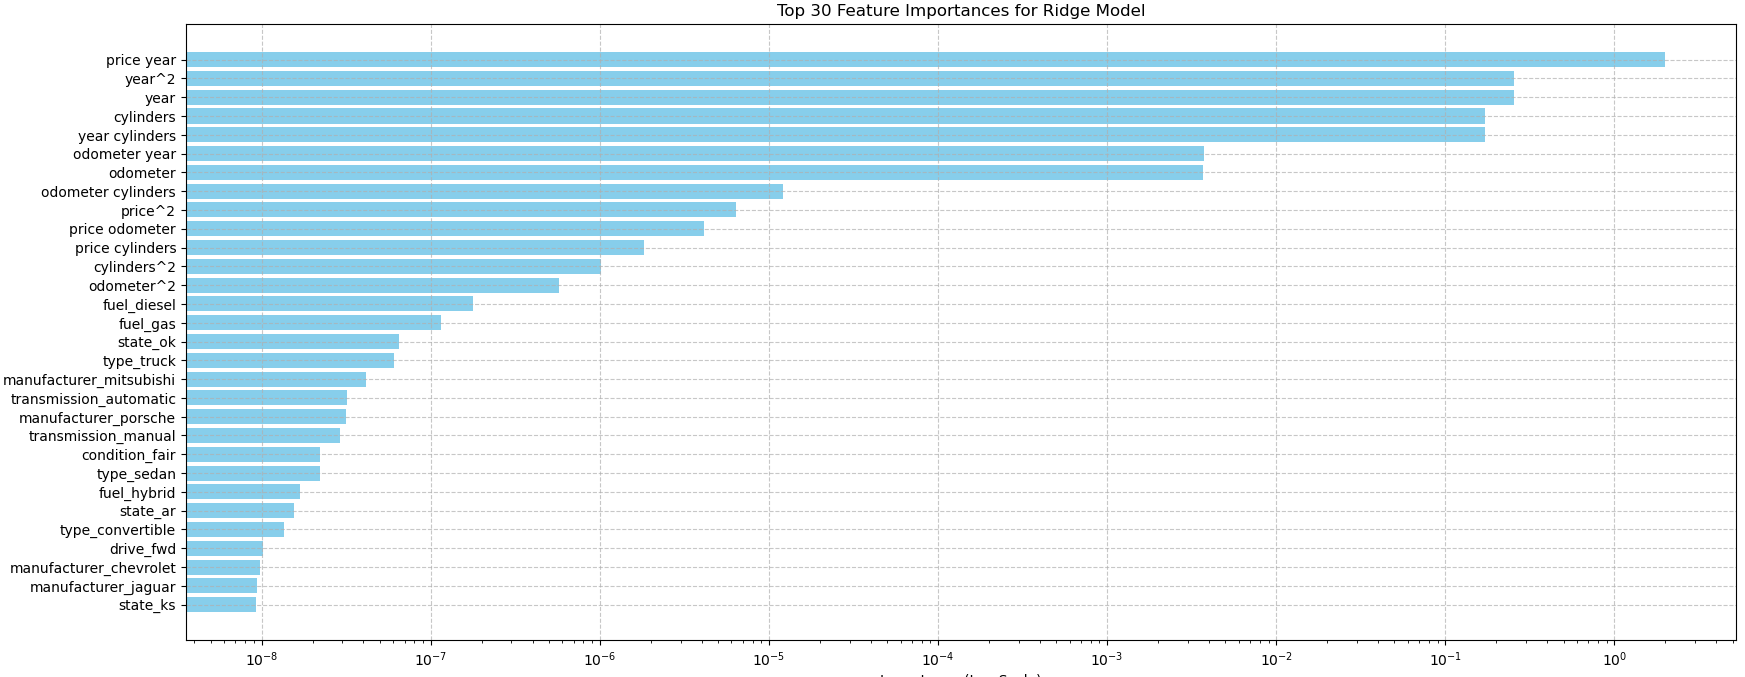 Top 30 Feature Importances for Ridge Model
price year
year^2
year
cylinders
year cylinders
odometer year
odometer
odometer cylinders
price^2
price odometer
price cylinders
cylinders^2
odometer^2
fuel_diesel
fuel_gas
state_ok
type_truck
manufacturer_mitsubishi
transmission_automatic
manufacturer_porsche
transmission_manual
condition_fair
type_sedan
fuel_hybrid
state_ar
type_convertible
drive_fwd
manufacturer_chevrolet
manufacturer_jaguar
state_ks
10⁻⁸ 10⁻⁷ 10⁻⁶ 10⁻⁵ 10⁻⁴ 10⁻³ 10⁻² 10⁻¹ 10⁰